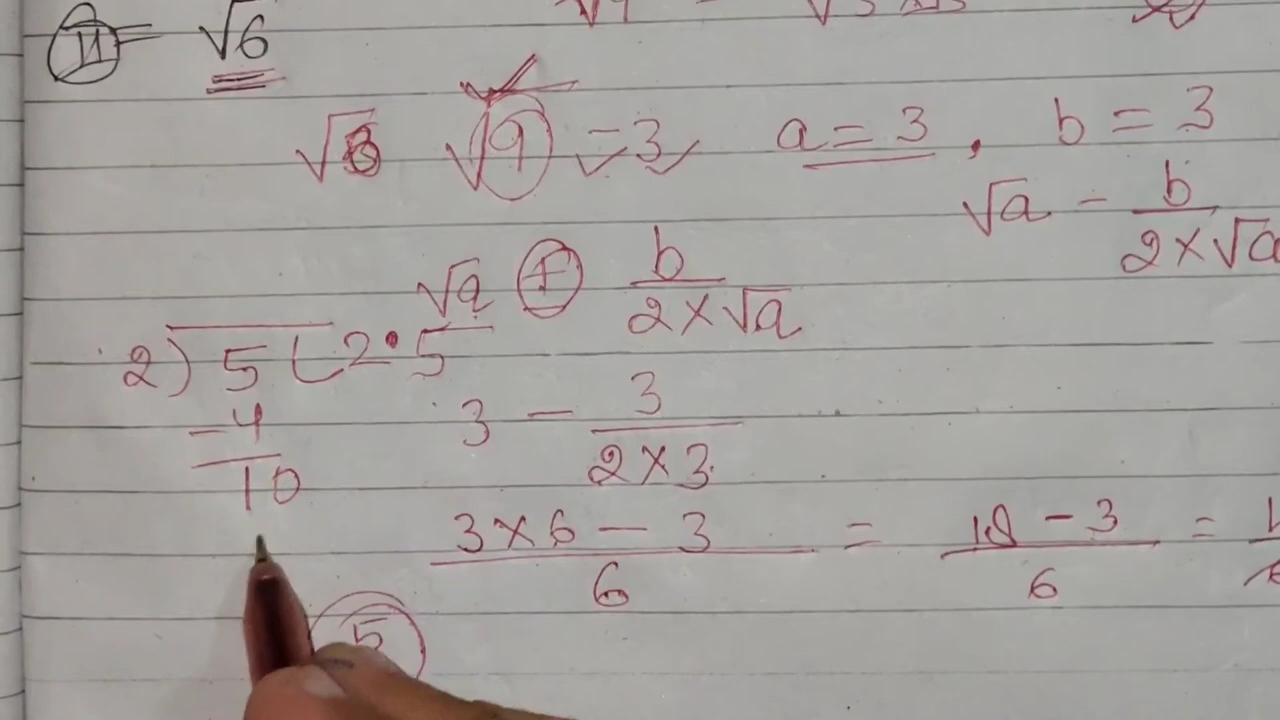 11 = √6
√6 √9 = 3 a = 3 , b = 3
√a - b / 2 × √a
√a + b / 2 × √a
2 ) 5 ( 2.5
- 4
10
3 - 3 / 2 × 3
3 × 6 - 3 / 6 = 18 - 3 / 6 =
5